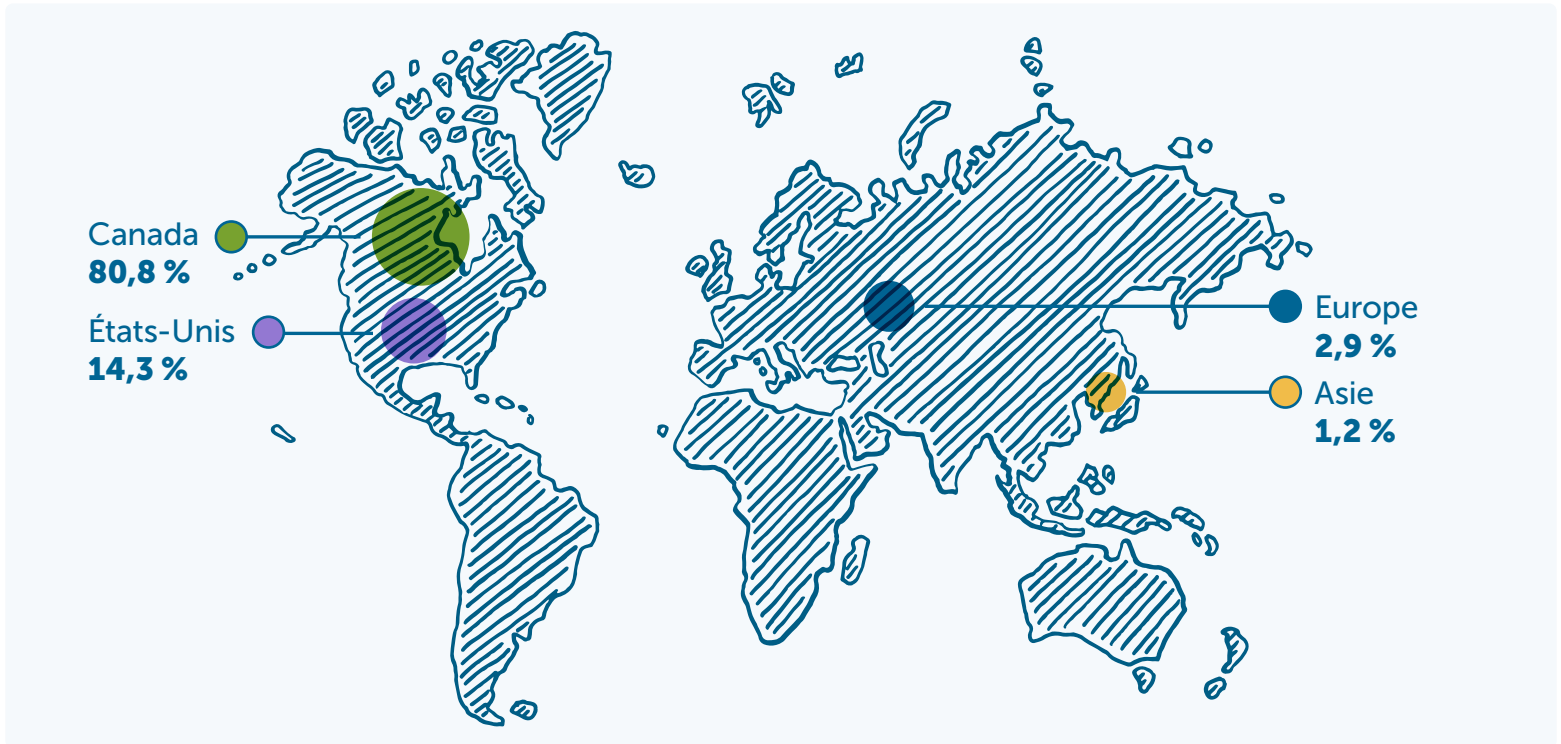 Canada
80,8 %
États-Unis
14,3 %
Europe
2,9 %
Asie
1,2 %